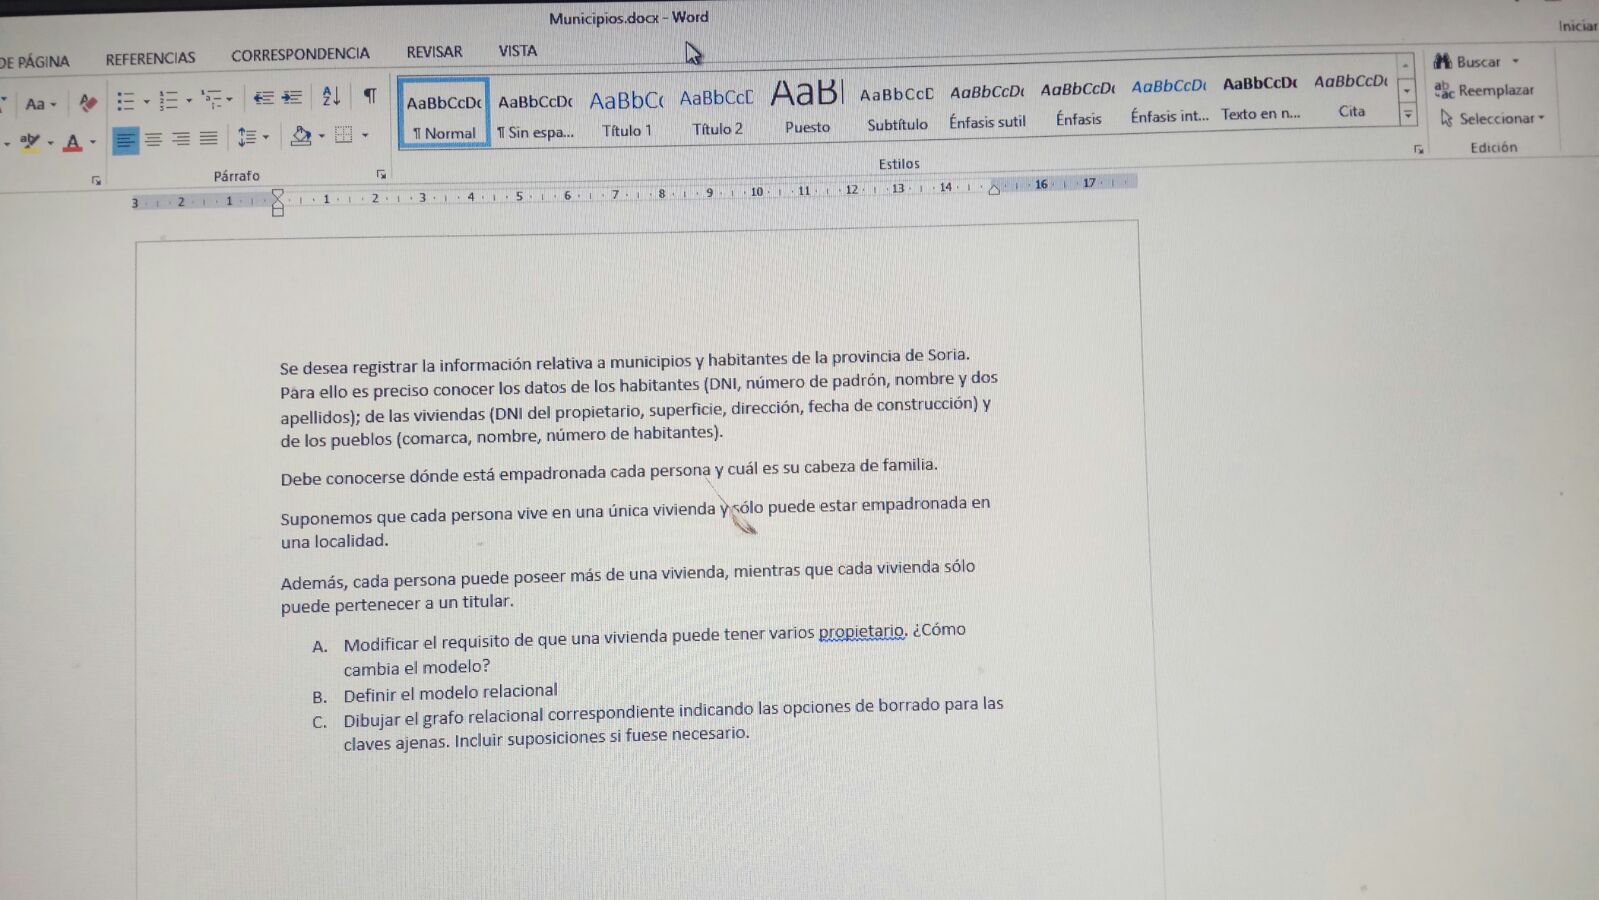 Municipios.docx - Word
Iniciar
DE PÁGINA REFERENCIAS CORRESPONDENCIA REVISAR VISTA
Aa
AaBbCcDc AaBbCcDc AaBbCc AaBbCcD AaBl AaBbCcD AaBbCcDc AaBbCcDc AaBbCcDc AaBbCcDc AaBbCcDc
¶ Normal ¶ Sin espa... Título 1 Título 2 Puesto Subtítulo Énfasis sutil Énfasis Énfasis int... Texto en n... Cita
Buscar
Reemplazar
Seleccionar
Párrafo Estilos Edición
3 2 1 1 2 3 4 5 6 7 8 9 10 11 12 13 14 16 17
Se desea registrar la información relativa a municipios y habitantes de la provincia de Soria.
Para ello es preciso conocer los datos de los habitantes (DNI, número de padrón, nombre y dos
apellidos); de las viviendas (DNI del propietario, superficie, dirección, fecha de construcción) y
de los pueblos (comarca, nombre, número de habitantes).
Debe conocerse dónde está empadronada cada persona y cuál es su cabeza de familia.
Suponemos que cada persona vive en una única vivienda y sólo puede estar empadronada en
una localidad.
Además, cada persona puede poseer más de una vivienda, mientras que cada vivienda sólo
puede pertenecer a un titular.
A. Modificar el requisito de que una vivienda puede tener varios propietario. ¿Cómo
cambia el modelo?
B. Definir el modelo relacional
C. Dibujar el grafo relacional correspondiente indicando las opciones de borrado para las
claves ajenas. Incluir suposiciones si fuese necesario.